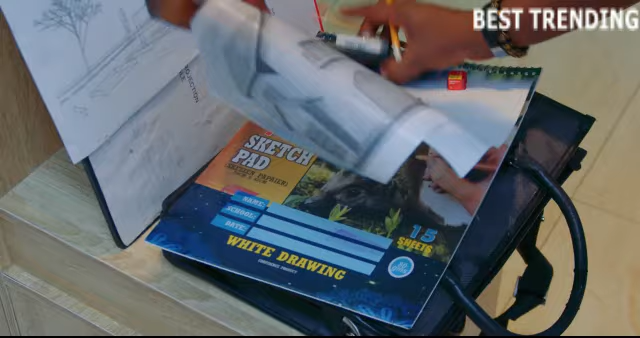 BEST TRENDING
SKETCH
PAD
NAME:
SCHOOL:
DATE:
15
SHEETS
WHITE DRAWING